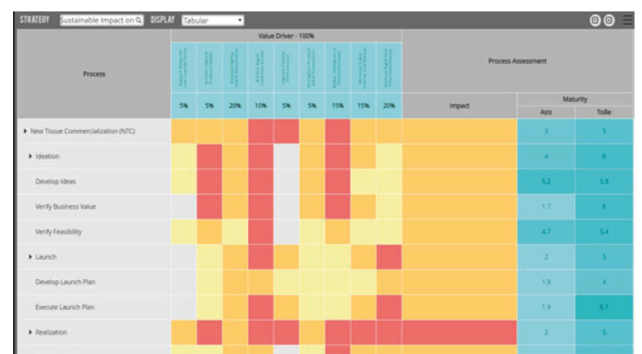 STRATEGY Sustainable Impact on Q DISPLAY Tabular
Value Driver - 100%
Process
Process Assessment
5% 5% 20% 10% 5% 5% 15% 15% 20%
Impact
Maturity
AsIs ToBe
New Tissue Commercialization (NTC) 3 5
Ideation 4 6
Develop Ideas 5.2 5.9
Verify Business Value 1.7 6
Verify Feasibility 4.7 5.4
Launch 2 5
Develop Launch Plan 1.9 4
Execute Launch Plan 1.9 6.1
Realization 2 5